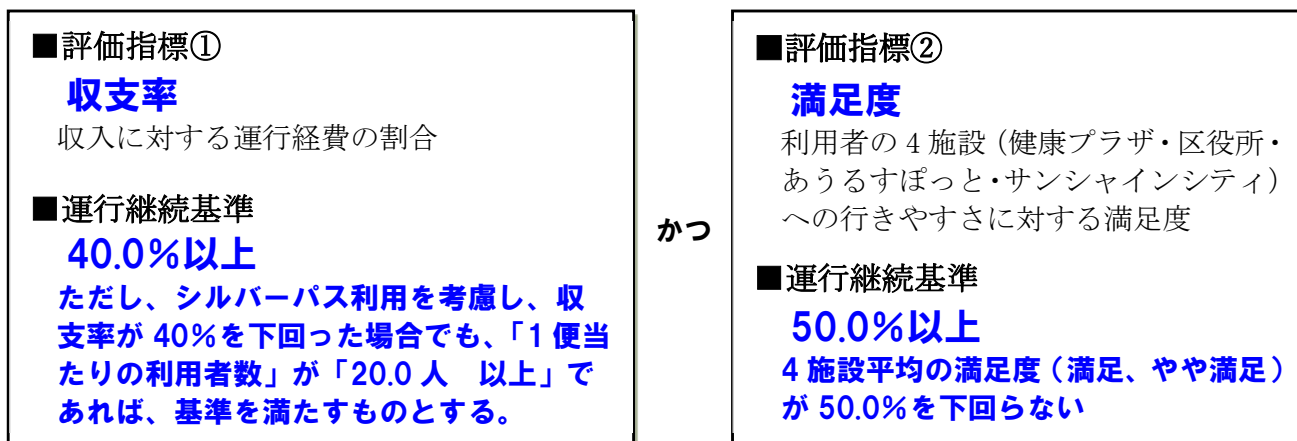 ■評価指標①
収支率
収入に対する運行経費の割合
■運行継続基準
40.0％以上
ただし、シルバーパス利用を考慮し、収
支率が 40％を下回った場合でも、「1 便当
たりの利用者数」が「20.0 人　以上」で
あれば、基準を満たすものとする。
かつ
■評価指標②
満足度
利用者の 4 施設（健康プラザ・区役所・
あうるすぽっと・サンシャインシティ）
への行きやすさに対する満足度
■運行継続基準
50.0％以上
4 施設平均の満足度（満足、やや満足）
が 50.0％を下回らない